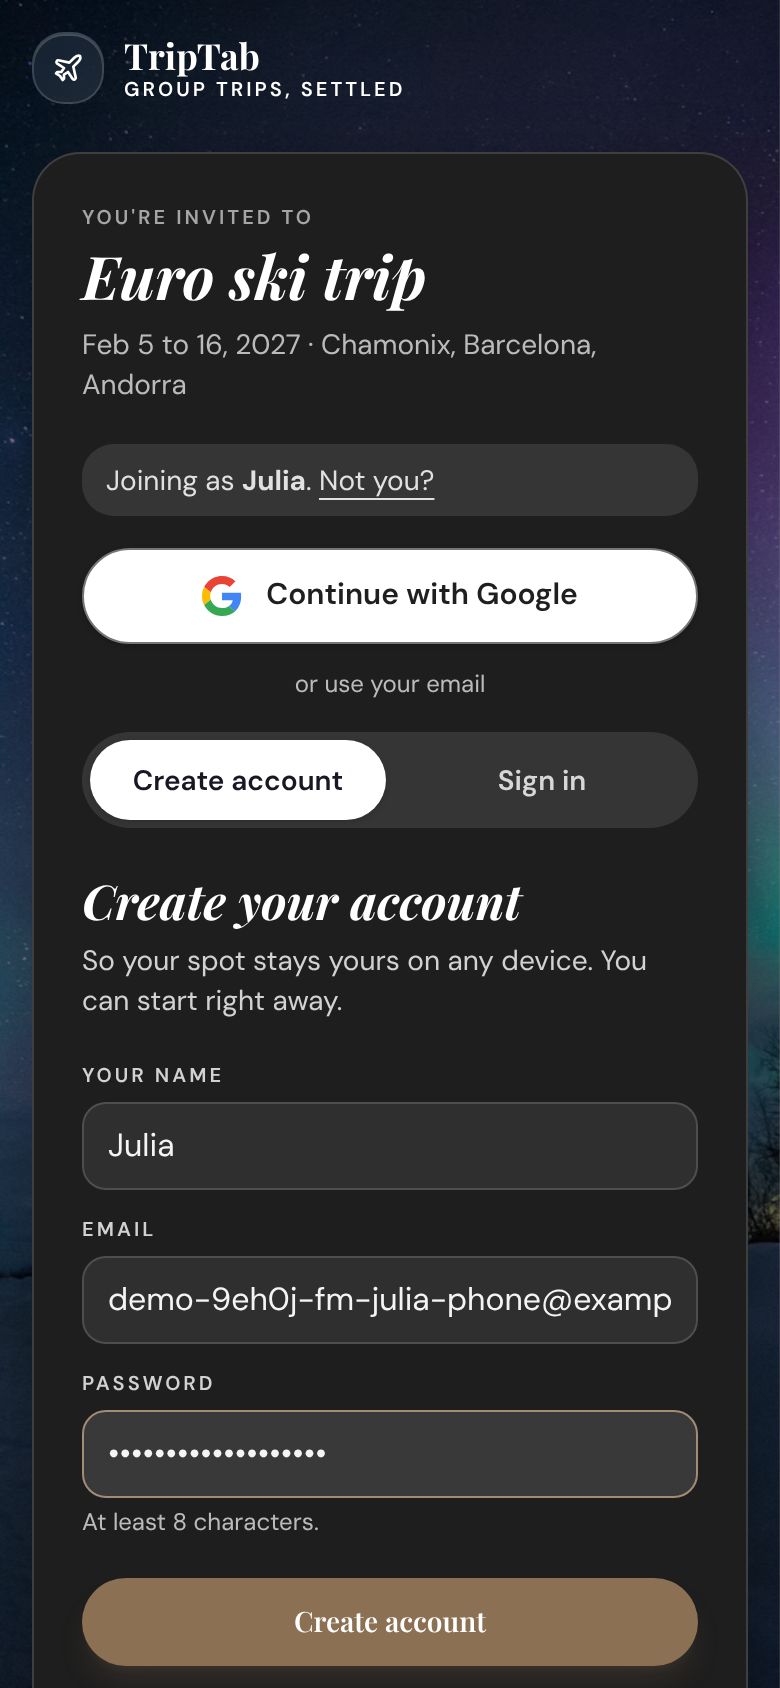 TripTab
GROUP TRIPS, SETTLED
YOU'RE INVITED TO
Euro ski trip
Feb 5 to 16, 2027 · Chamonix, Barcelona,
Andorra
Joining as Julia. Not you?
Continue with Google
or use your email
Create account
Sign in
Create your account
So your spot stays yours on any device. You
can start right away.
YOUR NAME
Julia
EMAIL
demo-9eh0j-fm-julia-phone@examp
PASSWORD
•••••••••••••••••••
At least 8 characters.
Create account